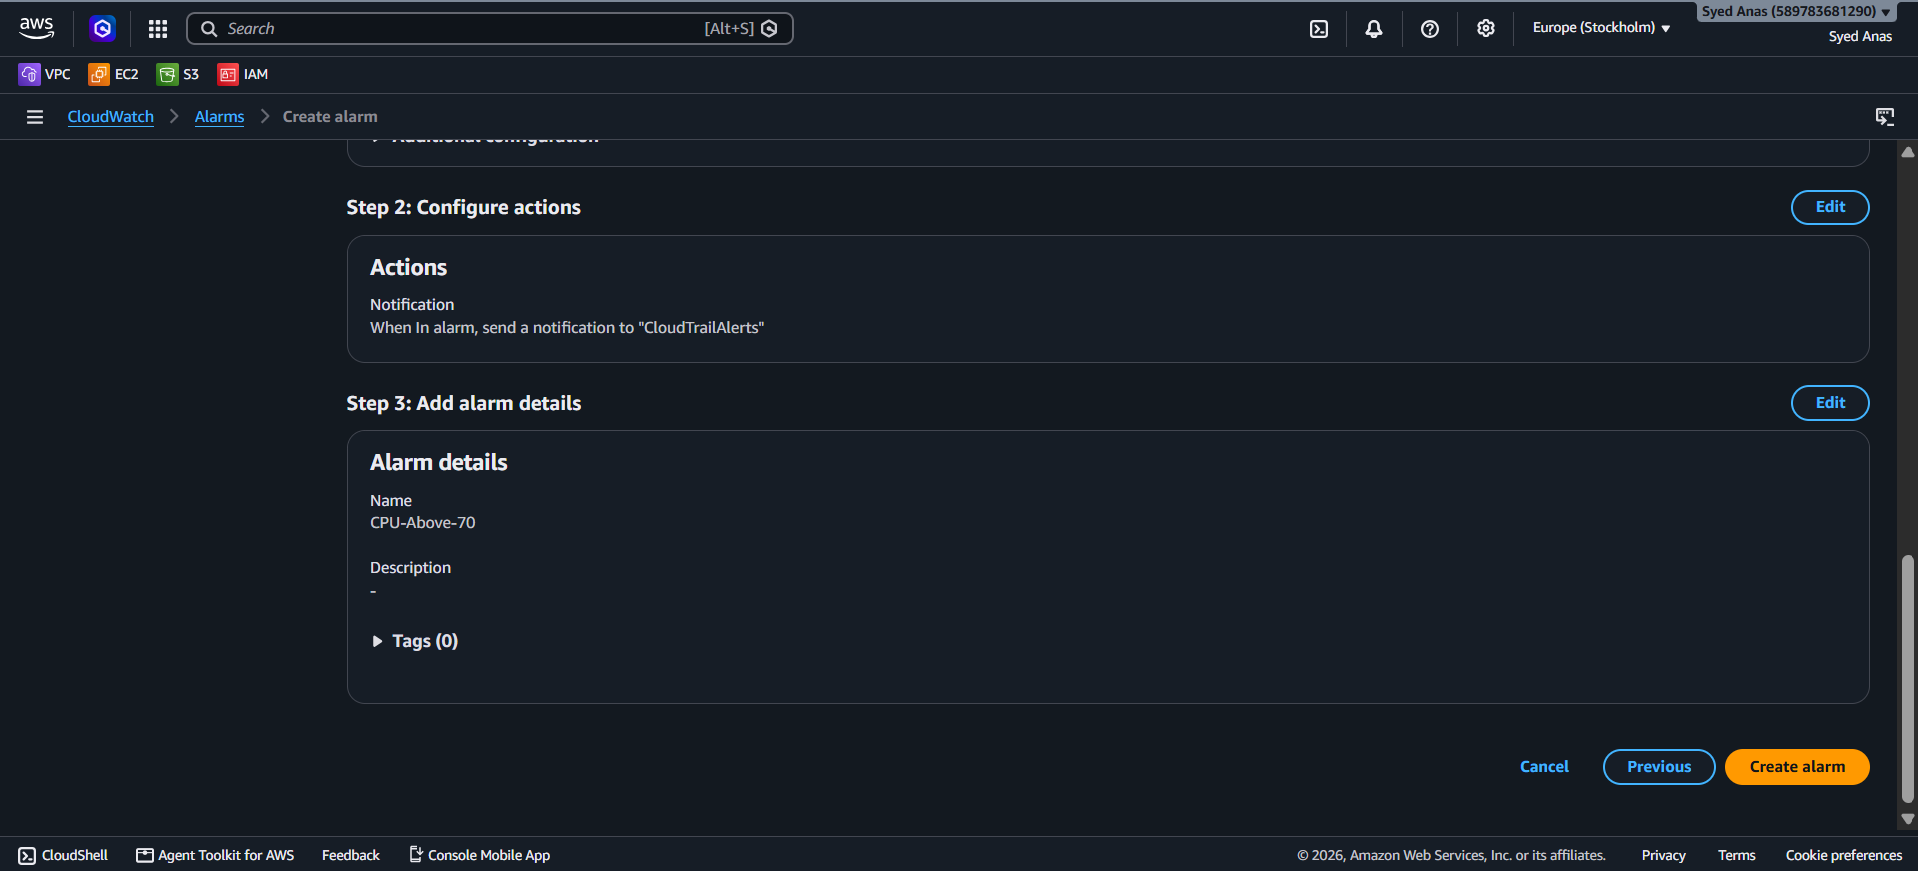 aws
Search [Alt+S]
Europe (Stockholm)
Syed Anas (589783681290)
Syed Anas
VPC EC2 S3 IAM
CloudWatch Alarms Create alarm
Additional configuration
Step 2: Configure actions
Edit
Actions
Notification
When In alarm, send a notification to "CloudTrailAlerts"
Step 3: Add alarm details
Edit
Alarm details
Name
CPU-Above-70
Description
-
Tags (0)
Cancel Previous Create alarm
CloudShell Agent Toolkit for AWS Feedback Console Mobile App © 2026, Amazon Web Services, Inc. or its affiliates. Privacy Terms Cookie preferences